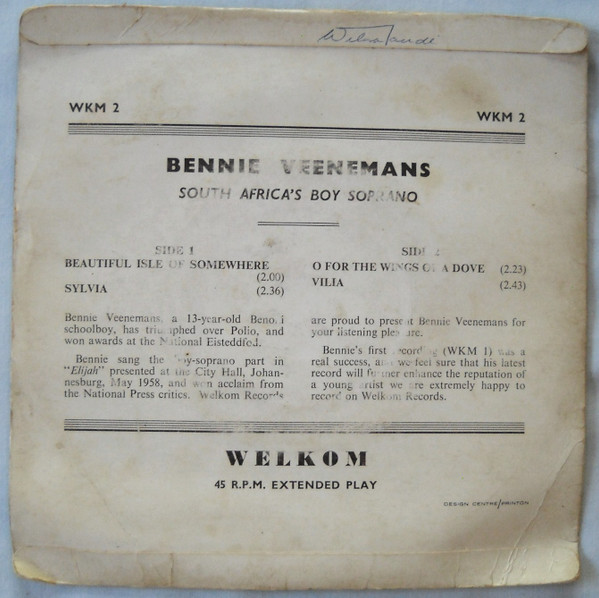 WKM 2
WKM 2
BENNIE VEENEMANS
SOUTH AFRICA'S BOY SOPRANO
SIDE 1
BEAUTIFUL ISLE OF SOMEWHERE
(2.00)
SYLVIA (2.36)
Bennie Veenemans, a 13-year-old Benoni
schoolboy, has triumphed over Polio, and
won awards at the National Eisteddfod.
Bennie sang the boy-soprano part in
"Elijah" presented at the City Hall, Johan-
nesburg, May 1958, and won acclaim from
the National Press critics. Welkom Records
SIDE 2
O FOR THE WINGS OF A DOVE (2.23)
VILIA (2.43)
are proud to present Bennie Veenemans for
your listening pleasure.
Bennie's first recording (WKM 1) was a
real success, and we feel sure that his latest
record will further enhance the reputation of
a young artist we are extremely happy to
record on Welkom Records.
WELKOM
45 R.P.M. EXTENDED PLAY
DESIGN CENTRE/PRINTON